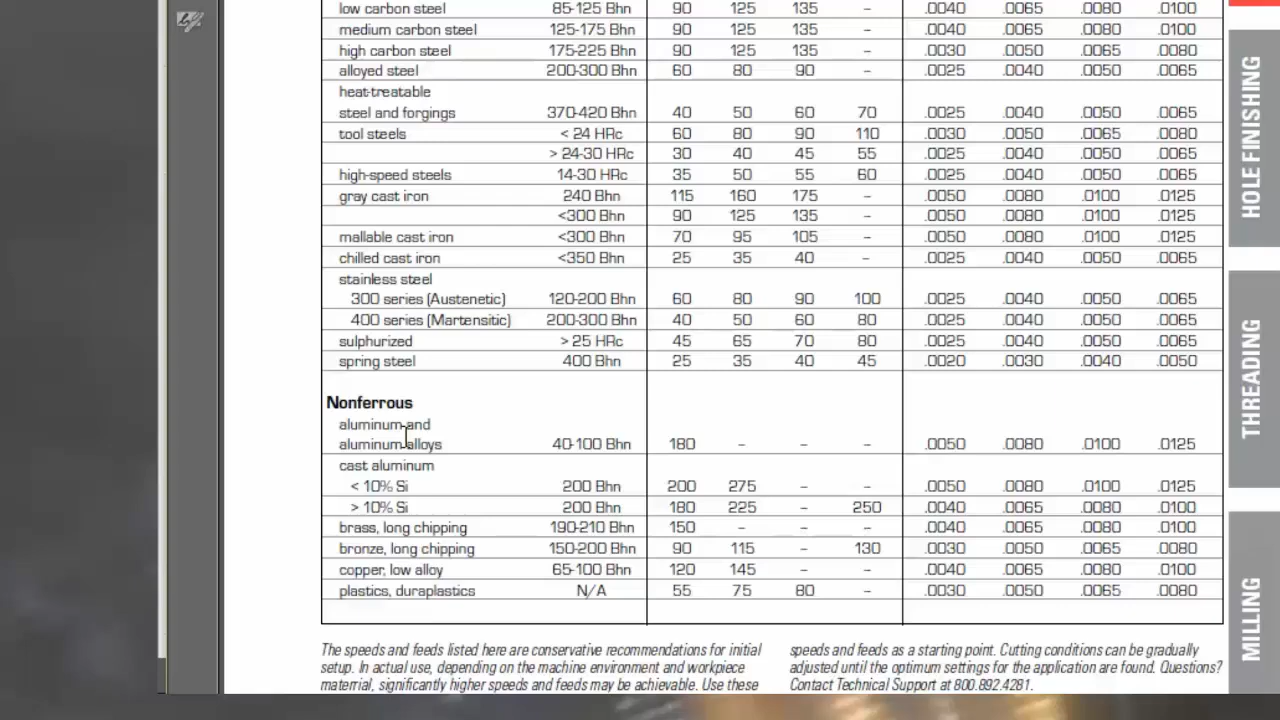 low carbon steel 85-125 Bhn 90 125 135 – .0040 .0065 .0080 .0100
medium carbon steel 125-175 Bhn 90 125 135 – .0040 .0065 .0080 .0100
high carbon steel 175-225 Bhn 90 125 135 – .0030 .0050 .0065 .0080
alloyed steel 200-300 Bhn 60 80 90 – .0025 .0040 .0050 .0065
heat-treatable
steel and forgings 370-420 Bhn 40 50 60 70 .0025 .0040 .0050 .0065
tool steels < 24 HRc 60 80 90 110 .0030 .0050 .0065 .0080
> 24-30 HRc 30 40 45 55 .0025 .0040 .0050 .0065
high-speed steels 14-30 HRc 35 50 55 60 .0025 .0040 .0050 .0065
gray cast iron 240 Bhn 115 160 175 – .0050 .0080 .0100 .0125
<300 Bhn 90 125 135 – .0050 .0080 .0100 .0125
mallable cast iron <300 Bhn 70 95 105 – .0050 .0080 .0100 .0125
chilled cast iron <350 Bhn 25 35 40 – .0025 .0040 .0050 .0065
stainless steel
300 series (Austenetic) 120-200 Bhn 60 80 90 100 .0025 .0040 .0050 .0065
400 series (Martensitic) 200-300 Bhn 40 50 60 80 .0025 .0040 .0050 .0065
sulphurized > 25 HRc 45 65 70 80 .0025 .0040 .0050 .0065
spring steel 400 Bhn 25 35 40 45 .0020 .0030 .0040 .0050
Nonferrous
aluminum and
aluminum alloys 40-100 Bhn 180 – – – .0050 .0080 .0100 .0125
cast aluminum
< 10% Si 200 Bhn 200 275 – – .0050 .0080 .0100 .0125
> 10% Si 200 Bhn 180 225 – 250 .0040 .0065 .0080 .0100
brass, long chipping 190-210 Bhn 150 – – – .0040 .0065 .0080 .0100
bronze, long chipping 150-200 Bhn 90 115 – 130 .0030 .0050 .0065 .0080
copper, low alloy 65-100 Bhn 120 145 – – .0040 .0065 .0080 .0100
plastics, duraplastics N/A 55 75 80 – .0030 .0050 .0065 .0080
The speeds and feeds listed here are conservative recommendations for initial
setup. In actual use, depending on the machine environment and workpiece
material, significantly higher speeds and feeds may be achievable. Use these
speeds and feeds as a starting point. Cutting conditions can be gradually
adjusted until the optimum settings for the application are found. Questions?
Contact Technical Support at 800.892.4281.
HOLE FINISHING
THREADING
MILLING